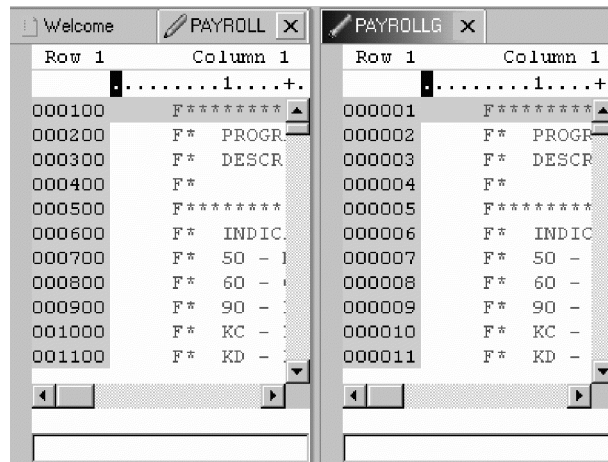 Welcome PAYROLL
Row 1 Column 1
.........1....+.
000100 F*********
000200 F* PROGR
000300 F* DESCR
000400 F*
000500 F*********
000600 F* INDIC
000700 F* 50 -
000800 F* 60 -
000900 F* 90 -
001000 F* KC -
001100 F* KD -
PAYROLLG
Row 1 Column 1
.........1....+
000001 F*********
000002 F* PROGR
000003 F* DESCR
000004 F*
000005 F*********
000006 F* INDIC
000007 F* 50 -
000008 F* 60 -
000009 F* 90 -
000010 F* KC -
000011 F* KD -